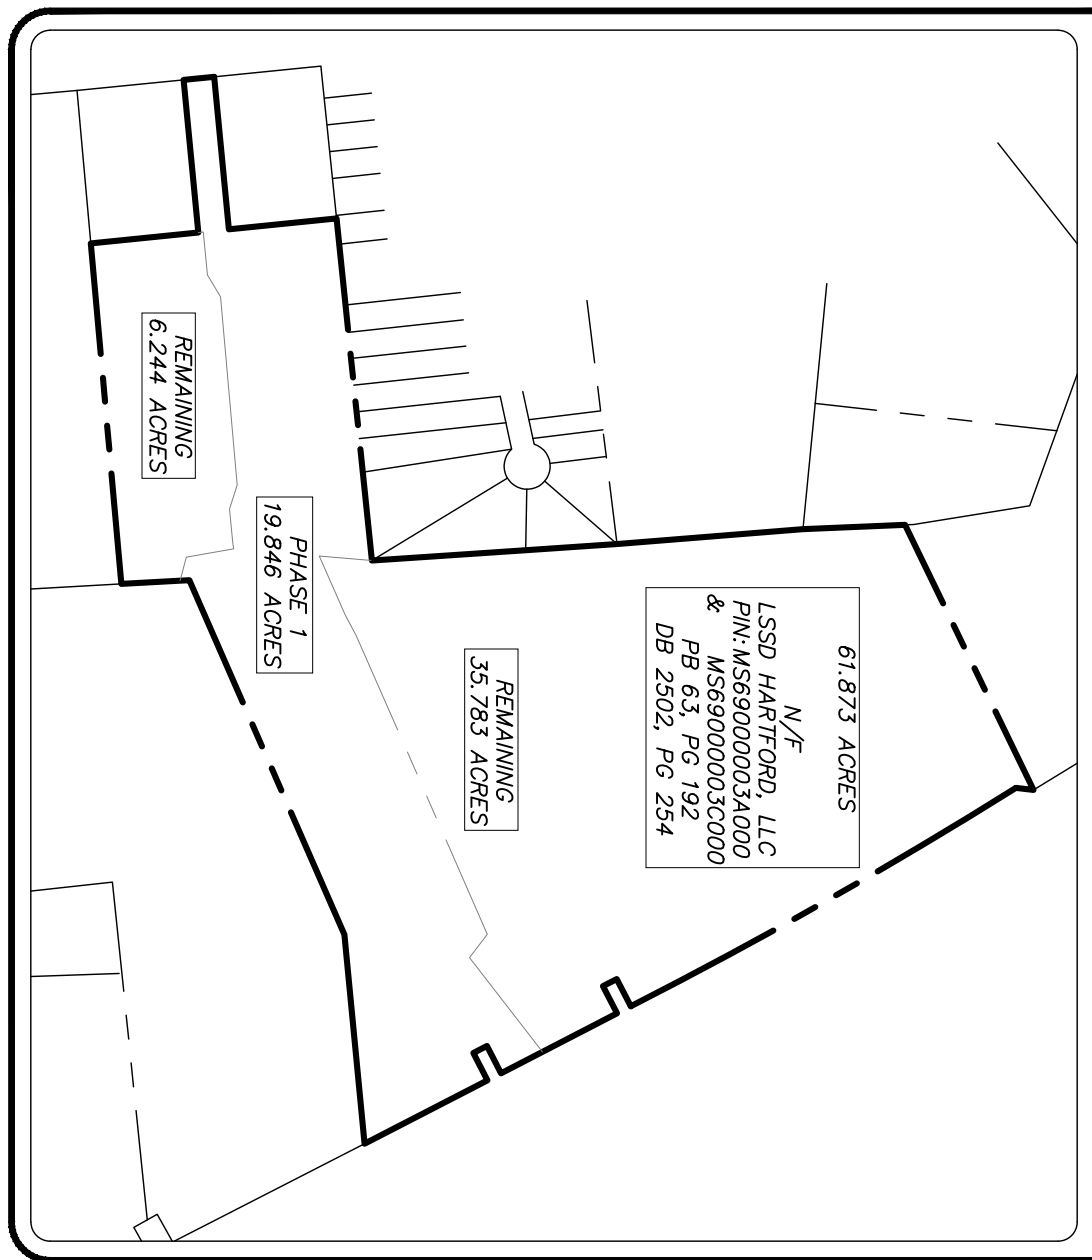 61.873 ACRES
N/F
LSSD HARTFORD, LLC
PIN: MS69000003A000
& MS69000003C000
PB 63, PG 192
DB 2502, PG 254
REMAINING
35.783 ACRES
PHASE 1
19.846 ACRES
REMAINING
6.244 ACRES